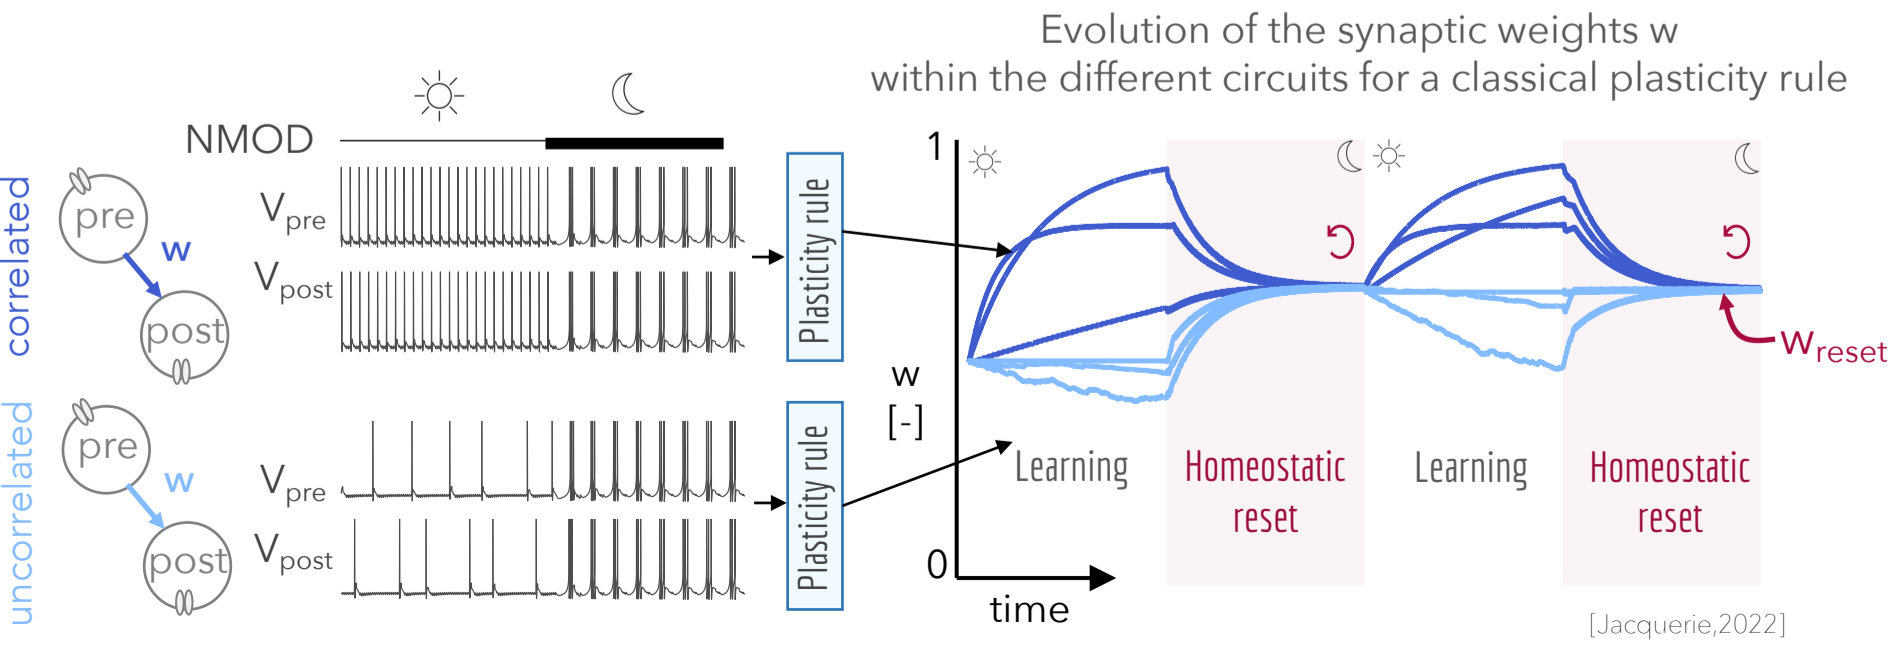 Evolution of the synaptic weights w
within the different circuits for a classical plasticity rule
NMOD
correlated
pre
w
post
Vpre
Vpost
Plasticity rule
uncorrelated
pre
w
post
Vpre
Vpost
Plasticity rule
1
w
[-]
0
time
Learning
Homeostatic
reset
Learning
Homeostatic
reset
wreset
[Jacquerie,2022]